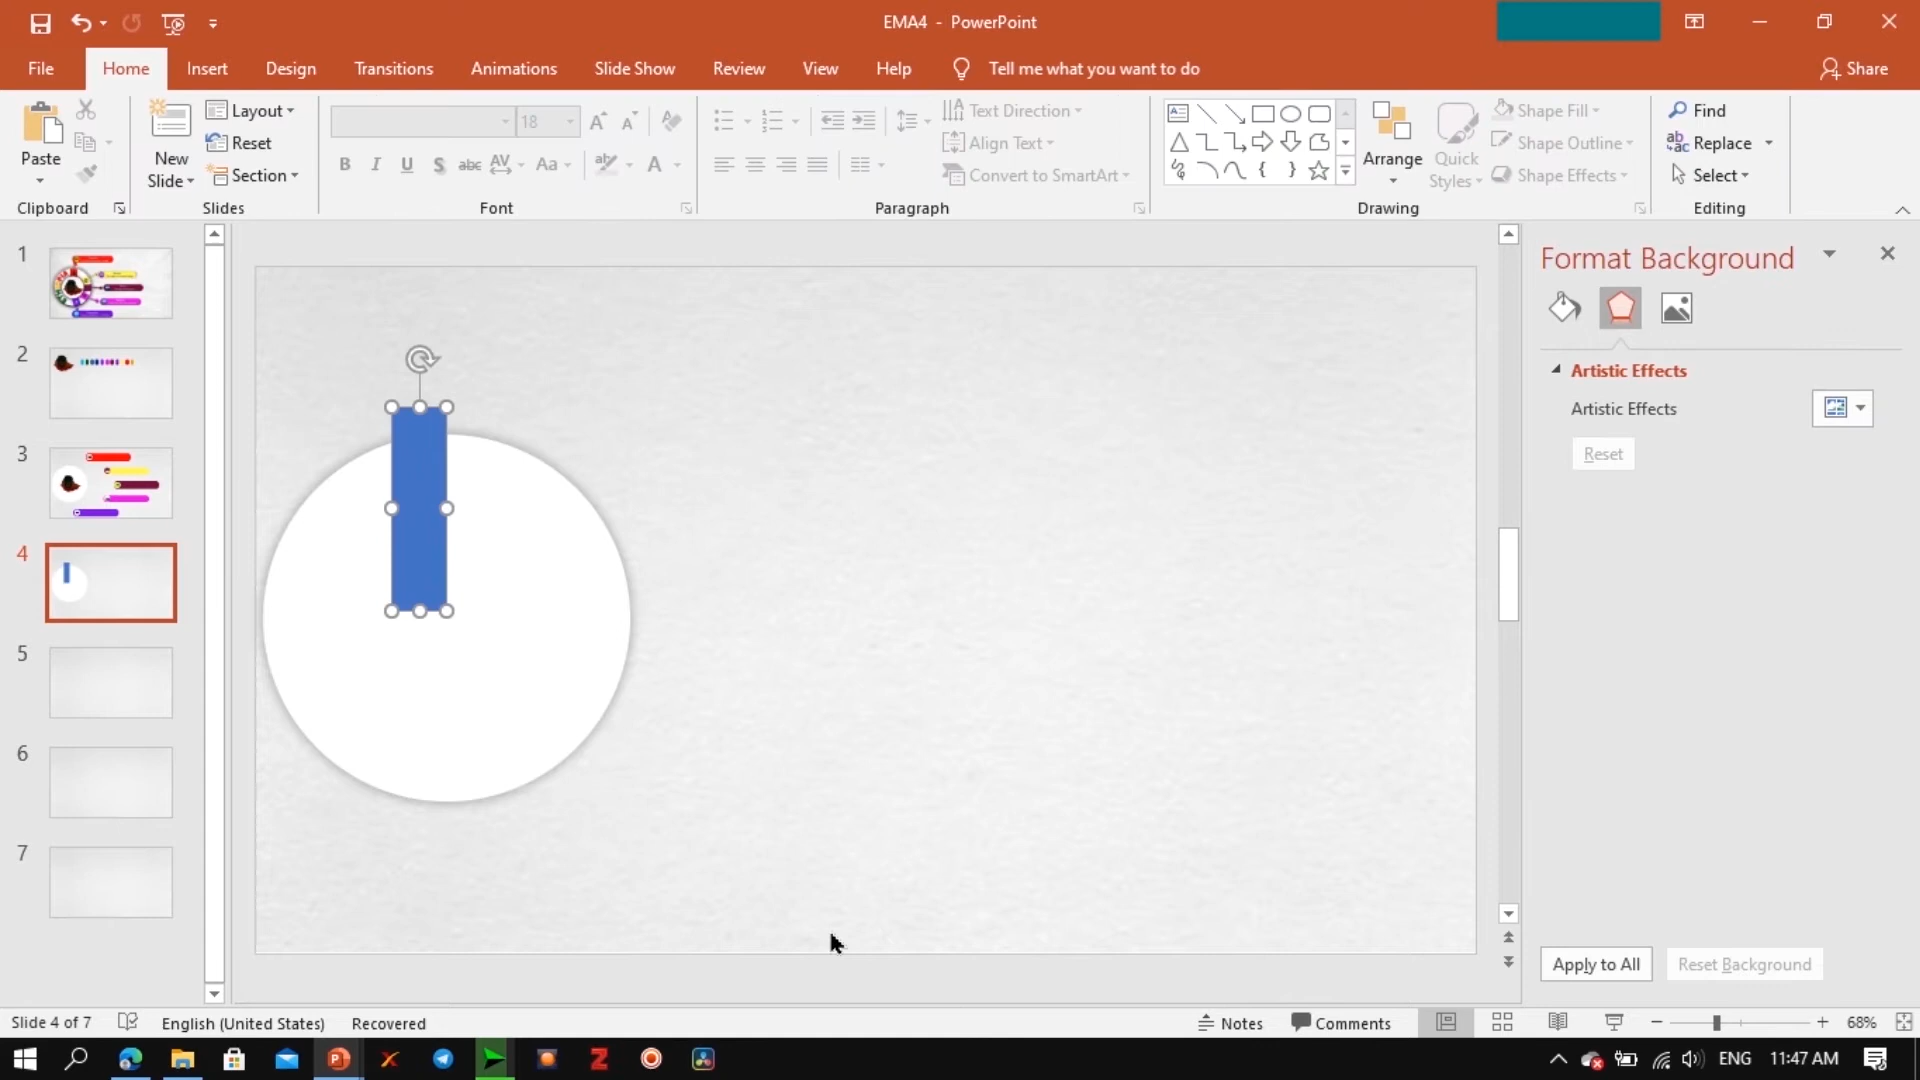 EMA4 - PowerPoint
File Home Insert Design Transitions Animations Slide Show Review View Help Tell me what you want to do Share
Paste
New Slide
Layout
Reset
Section
18
B I U S abc AV Aa A
Text Direction
Align Text
Convert to SmartArt
Arrange
Quick Styles
Shape Fill
Shape Outline
Shape Effects
Find
Replace
Select
Clipboard Slides Font Paragraph Drawing Editing
1
2
3
4
5
6
7
Format Background
Artistic Effects
Artistic Effects
Reset
Apply to All Reset Background
Slide 4 of 7 English (United States) Recovered Notes Comments 68%
ENG 11:47 AM